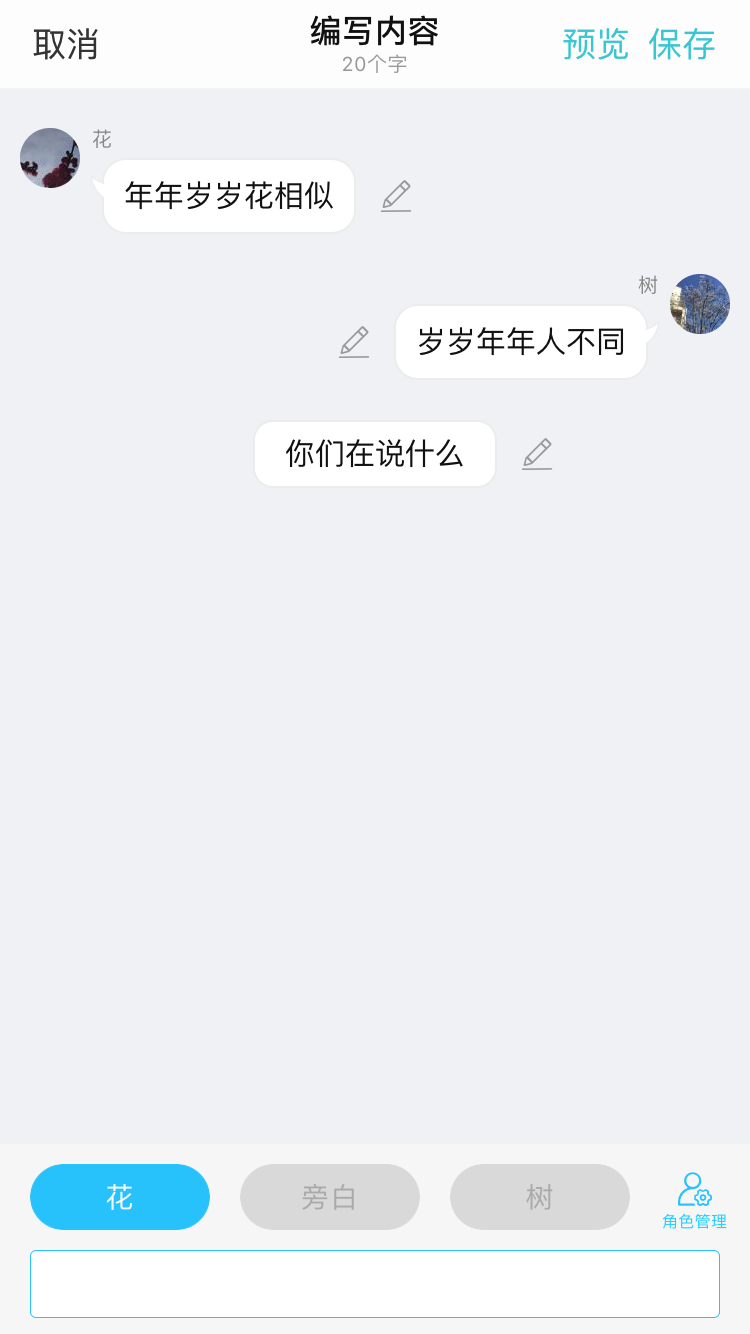 取消
编写内容
预览 保存
20个字
花
年年岁岁花相似
树
岁岁年年人不同
你们在说什么
花
旁白
树
角色管理